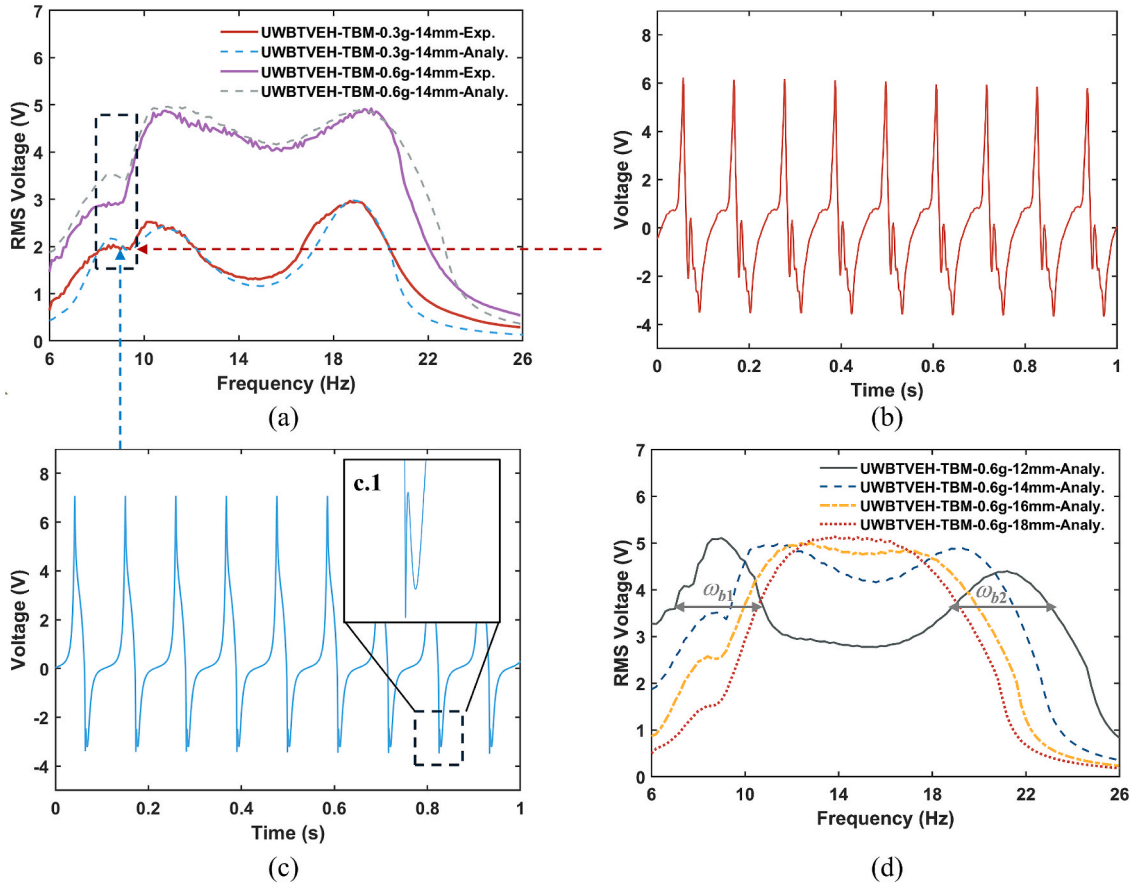 7
6
5
4
3
2
1
0
RMS Voltage (V)
UWBTVEH-TBM-0.3g-14mm-Exp.
UWBTVEH-TBM-0.3g-14mm-Analy.
UWBTVEH-TBM-0.6g-14mm-Exp.
UWBTVEH-TBM-0.6g-14mm-Analy.
6 10 14 18 22 26
Frequency (Hz)
(a)
8
6
4
2
0
-2
-4
Voltage (V)
0 0.2 0.4 0.6 0.8 1
Time (s)
(b)
8
6
4
2
0
-2
-4
Voltage (V)
c.1
0 0.2 0.4 0.6 0.8 1
Time (s)
(c)
7
6
5
4
3
2
1
0
RMS Voltage (V)
UWBTVEH-TBM-0.6g-12mm-Analy.
UWBTVEH-TBM-0.6g-14mm-Analy.
UWBTVEH-TBM-0.6g-16mm-Analy.
UWBTVEH-TBM-0.6g-18mm-Analy.
ωb1 ωb2
6 10 14 18 22 26
Frequency (Hz)
(d)